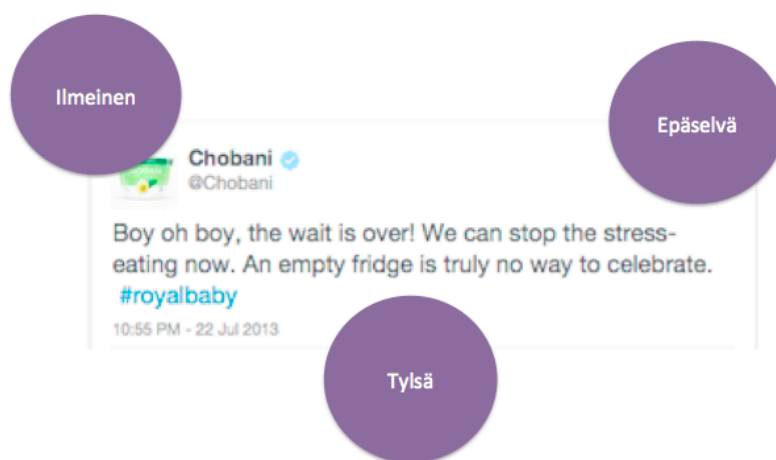 Ilmeinen
Epäselvä
Chobani
@Chobani
Boy oh boy, the wait is over! We can stop the stress-
eating now. An empty fridge is truly no way to celebrate.
#royalbaby
10:55 PM - 22 Jul 2013
Tylsä